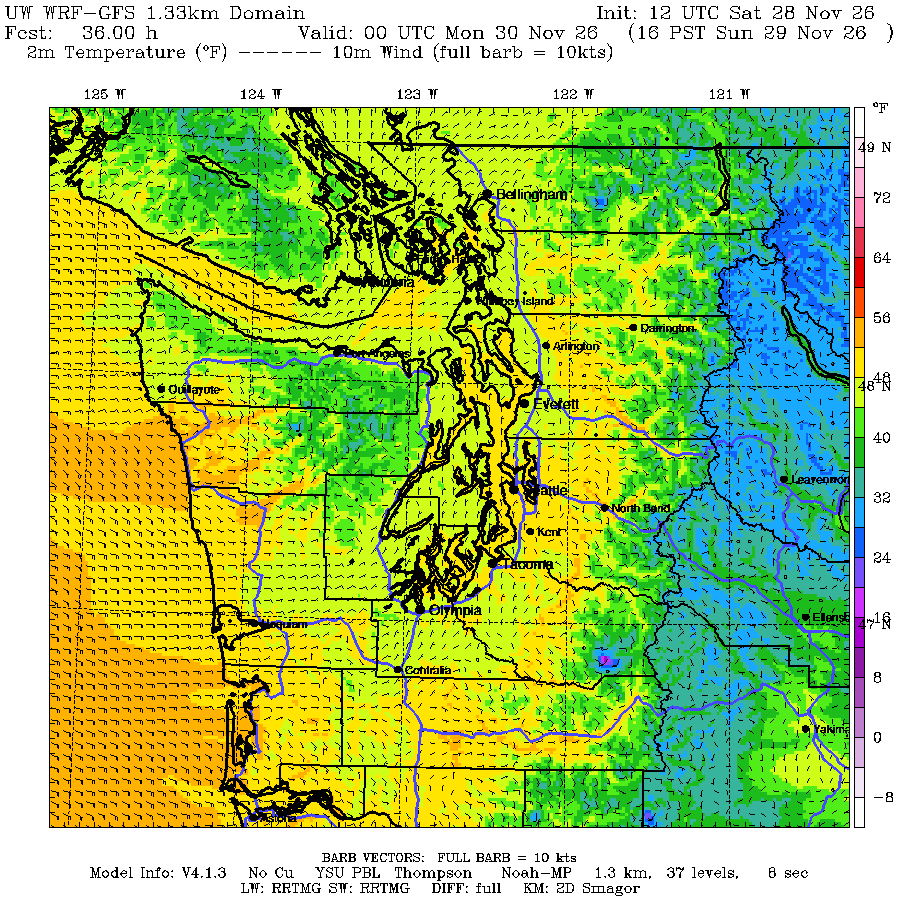 UW WRF-GFS 1.33km Domain Init: 12 UTC Sat 28 Nov 26
Fcst: 36.00 h Valid: 00 UTC Mon 30 Nov 26 (16 PST Sun 29 Nov 26 )
2m Temperature (°F) ------ 10m Wind (full barb = 10kts)
125 W 124 W 123 W 122 W 121 W
°F
49 N
72
Bellingham
64
Whidbey Island
56
Darrington
Arlington
Port Angeles
48
48 N
Quillayute
Everett
40
Leavenworth
Seattle
32
North Bend
Kent
24
Tacoma
Olympia
16
Ellensb
47 N
Hoquiam
Centralia
8
Yakima
0
-8
Astoria
BARB VECTORS: FULL BARB = 10 kts
Model Info: V4.1.3 No Cu YSU PBL Thompson Noah-MP 1.3 km, 37 levels, 8 sec
LW: RRTMG SW: RRTMG DIFF: full KM: 2D Smagor